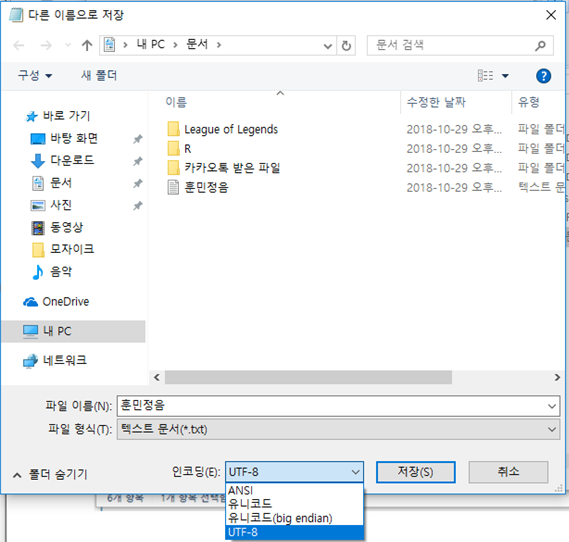 다른 이름으로 저장
내 PC
문서
문서 검색
구성
새 폴더
이름
수정한 날짜
유형
바로 가기
바탕 화면
다운로드
문서
사진
동영상
모자이크
음악
OneDrive
내 PC
네트워크
League of Legends 2018-10-29 오후... 파일 폴더
R 2018-10-29 오후... 파일 폴더
카카오톡 받은 파일 2018-10-29 오후... 파일 폴더
훈민정음 2018-10-29 오후... 텍스트 문
파일 이름(N): 훈민정음
파일 형식(T): 텍스트 문서(*.txt)
폴더 숨기기
인코딩(E): UTF-8
저장(S)
취소
ANSI
유니코드
유니코드(big endian)
UTF-8
6개 항목 1개 항목 선택함